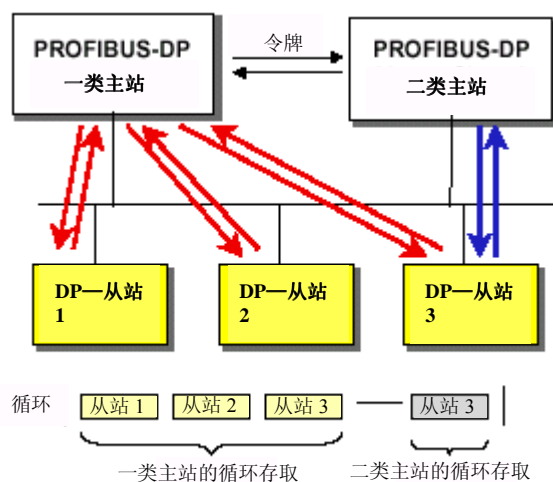 PROFIBUS-DP
一类主站
令牌
PROFIBUS-DP
二类主站
DP—从站
1
DP—从站
2
DP—从站
3
循环
从站 1
从站 2
从站 3
从站 3
一类主站的循环存取
二类主站的循环存取